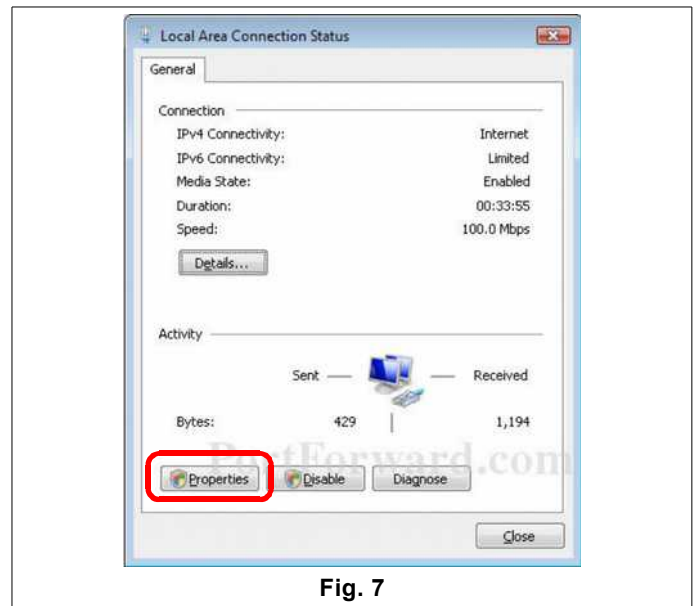 Local Area Connection Status
General
Connection
IPv4 Connectivity: Internet
IPv6 Connectivity: Limited
Media State: Enabled
Duration: 00:33:55
Speed: 100.0 Mbps
Details...
Activity
Sent Received
Bytes: 429 1,194
PortForward.com
Properties Disable Diagnose
Close
Fig. 7